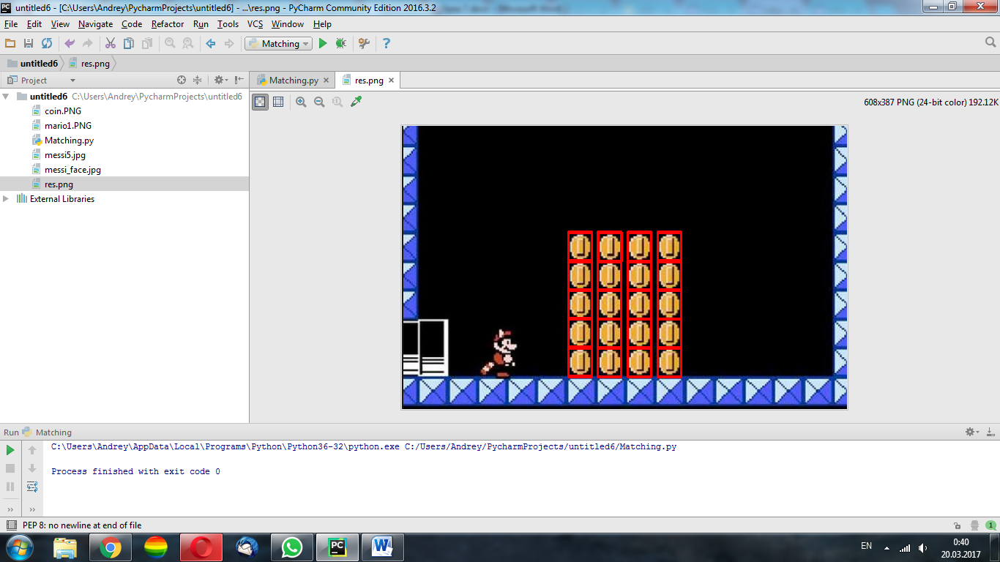 untitled6 - [C:\Users\Andrey\PycharmProjects\untitled6] - ...\res.png - PyCharm Community Edition 2016.3.2
File Edit View Navigate Code Refactor Run Tools VCS Window Help
Matching
untitled6 res.png
Project
Matching.py res.png
untitled6 C:\Users\Andrey\PycharmProjects\untitled6
608x387 PNG (24-bit color) 192.12K
coin.PNG
mario1.PNG
Matching.py
messi5.jpg
messi_face.jpg
res.png
External Libraries
Run Matching
C:\Users\Andrey\AppData\Local\Programs\Python\Python36-32\python.exe C:/Users/Andrey/PycharmProjects/untitled6/Matching.py
Process finished with exit code 0
PEP 8: no newline at end of file
1
EN
0:40
20.03.2017